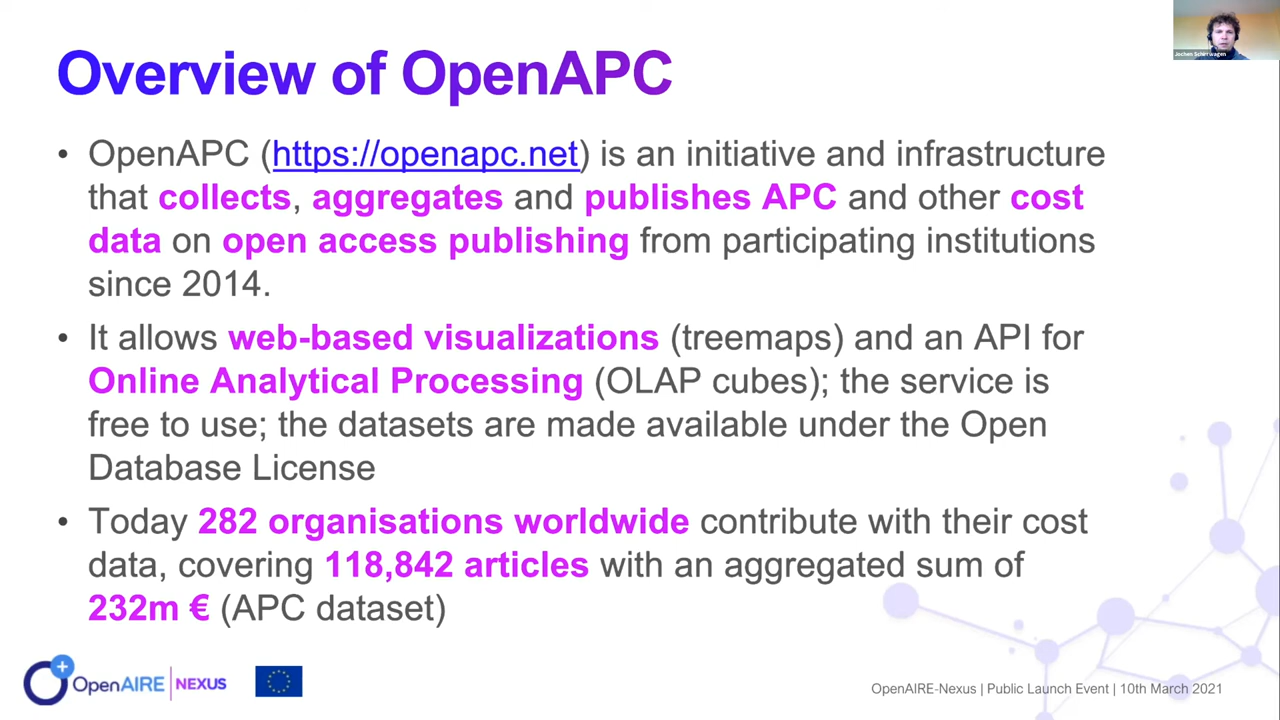 Jochen Schirrwagen
Overview of OpenAPC
• OpenAPC (https://openapc.net) is an initiative and infrastructure
that collects, aggregates and publishes APC and other cost
data on open access publishing from participating institutions
since 2014.
• It allows web-based visualizations (treemaps) and an API for
Online Analytical Processing (OLAP cubes); the service is
free to use; the datasets are made available under the Open
Database License
• Today 282 organisations worldwide contribute with their cost
data, covering 118,842 articles with an aggregated sum of
232m € (APC dataset)
OpenAIRE | NEXUS
OpenAIRE-Nexus | Public Launch Event | 10th March 2021